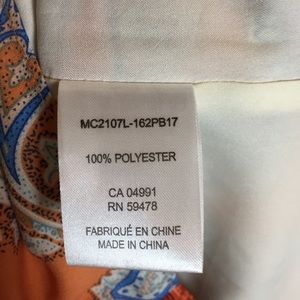 MC2107L-162PB17
100% POLYESTER
CA 04991
RN 59478
FABRIQUÉ EN CHINE
MADE IN CHINA